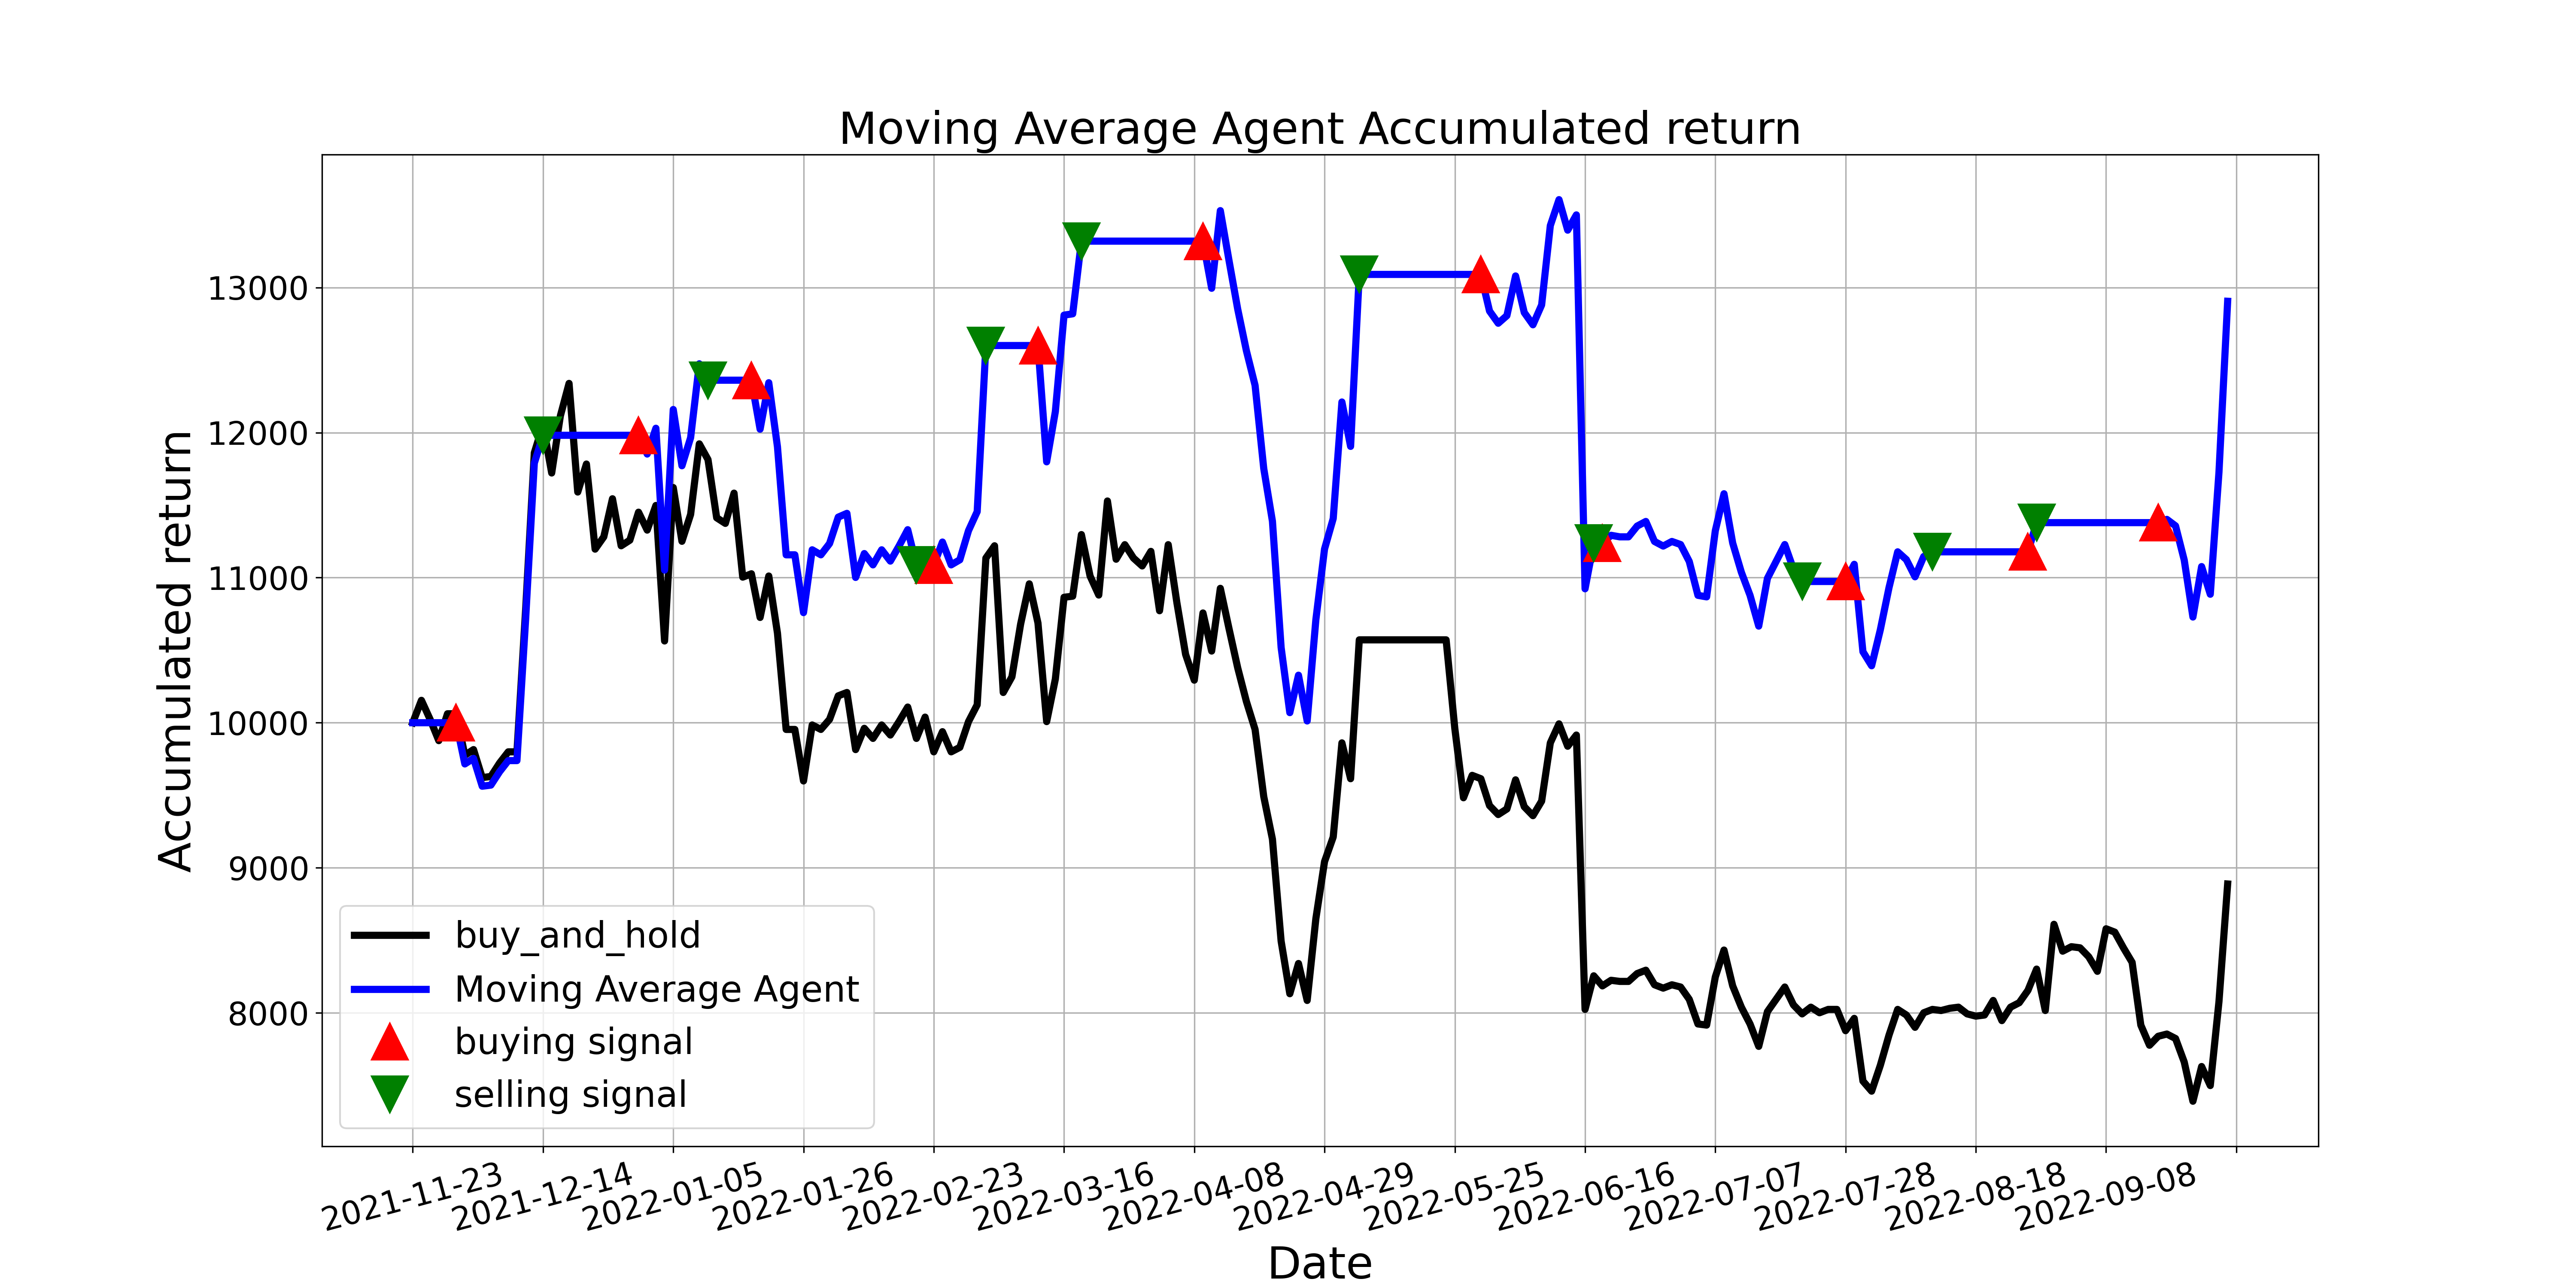 Moving Average Agent Accumulated return
Accumulated return
13000
12000
11000
10000
9000
8000
buy_and_hold
Moving Average Agent
buying signal
selling signal
2021-11-23
2021-12-14
2022-01-05
2022-01-26
2022-02-23
2022-03-16
2022-04-08
2022-04-29
2022-05-25
2022-06-16
2022-07-07
2022-07-28
2022-08-18
2022-09-08
Date